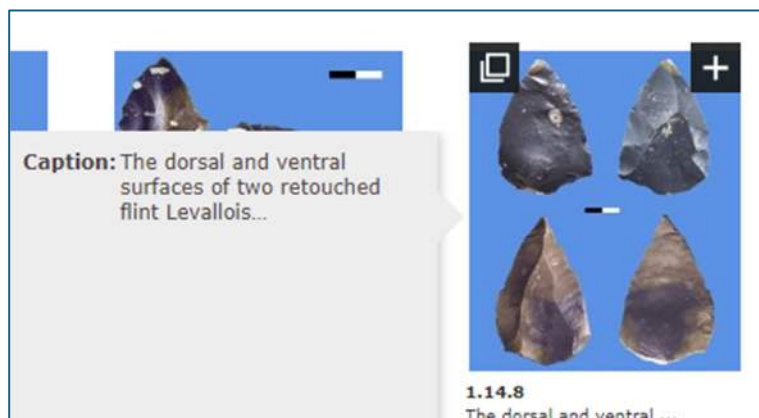 Caption: The dorsal and ventral
surfaces of two retouched
flint Levallois...
1.14.8
The dorsal and ventral ...